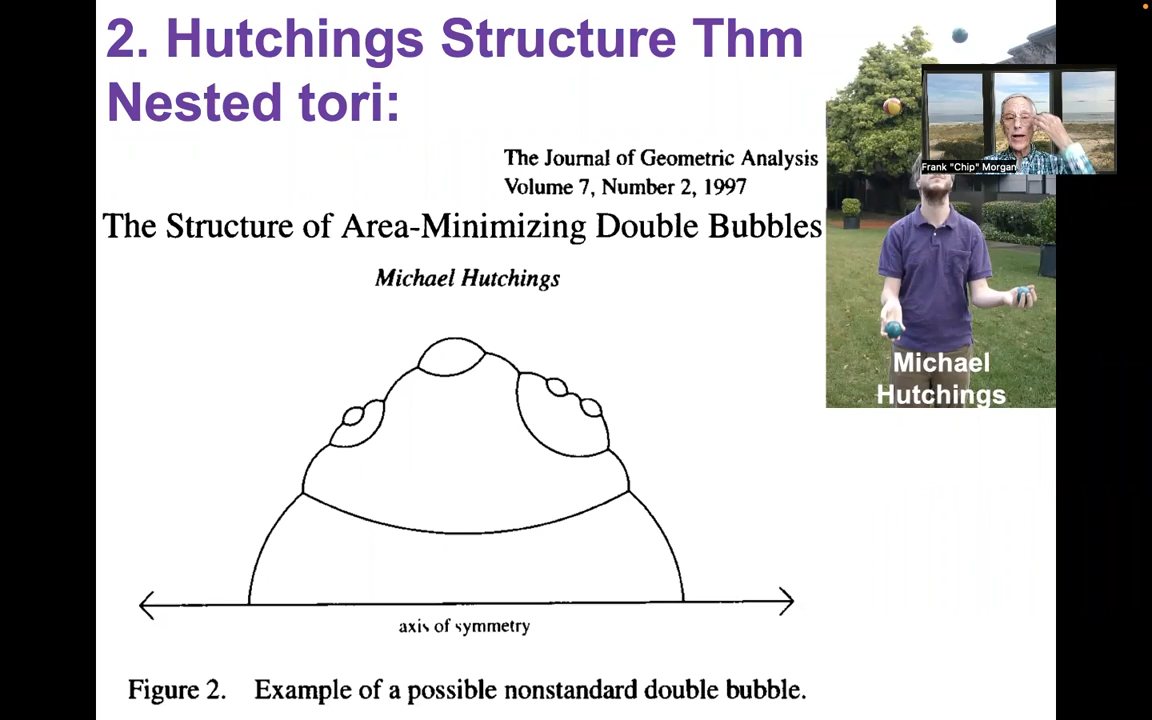 2. Hutchings Structure Thm
Nested tori:
The Journal of Geometric Analysis
Volume 7, Number 2, 1997
The Structure of Area-Minimizing Double Bubbles
Michael Hutchings
Frank "Chip" Morgan
Michael
Hutchings
axis of symmetry
Figure 2. Example of a possible nonstandard double bubble.